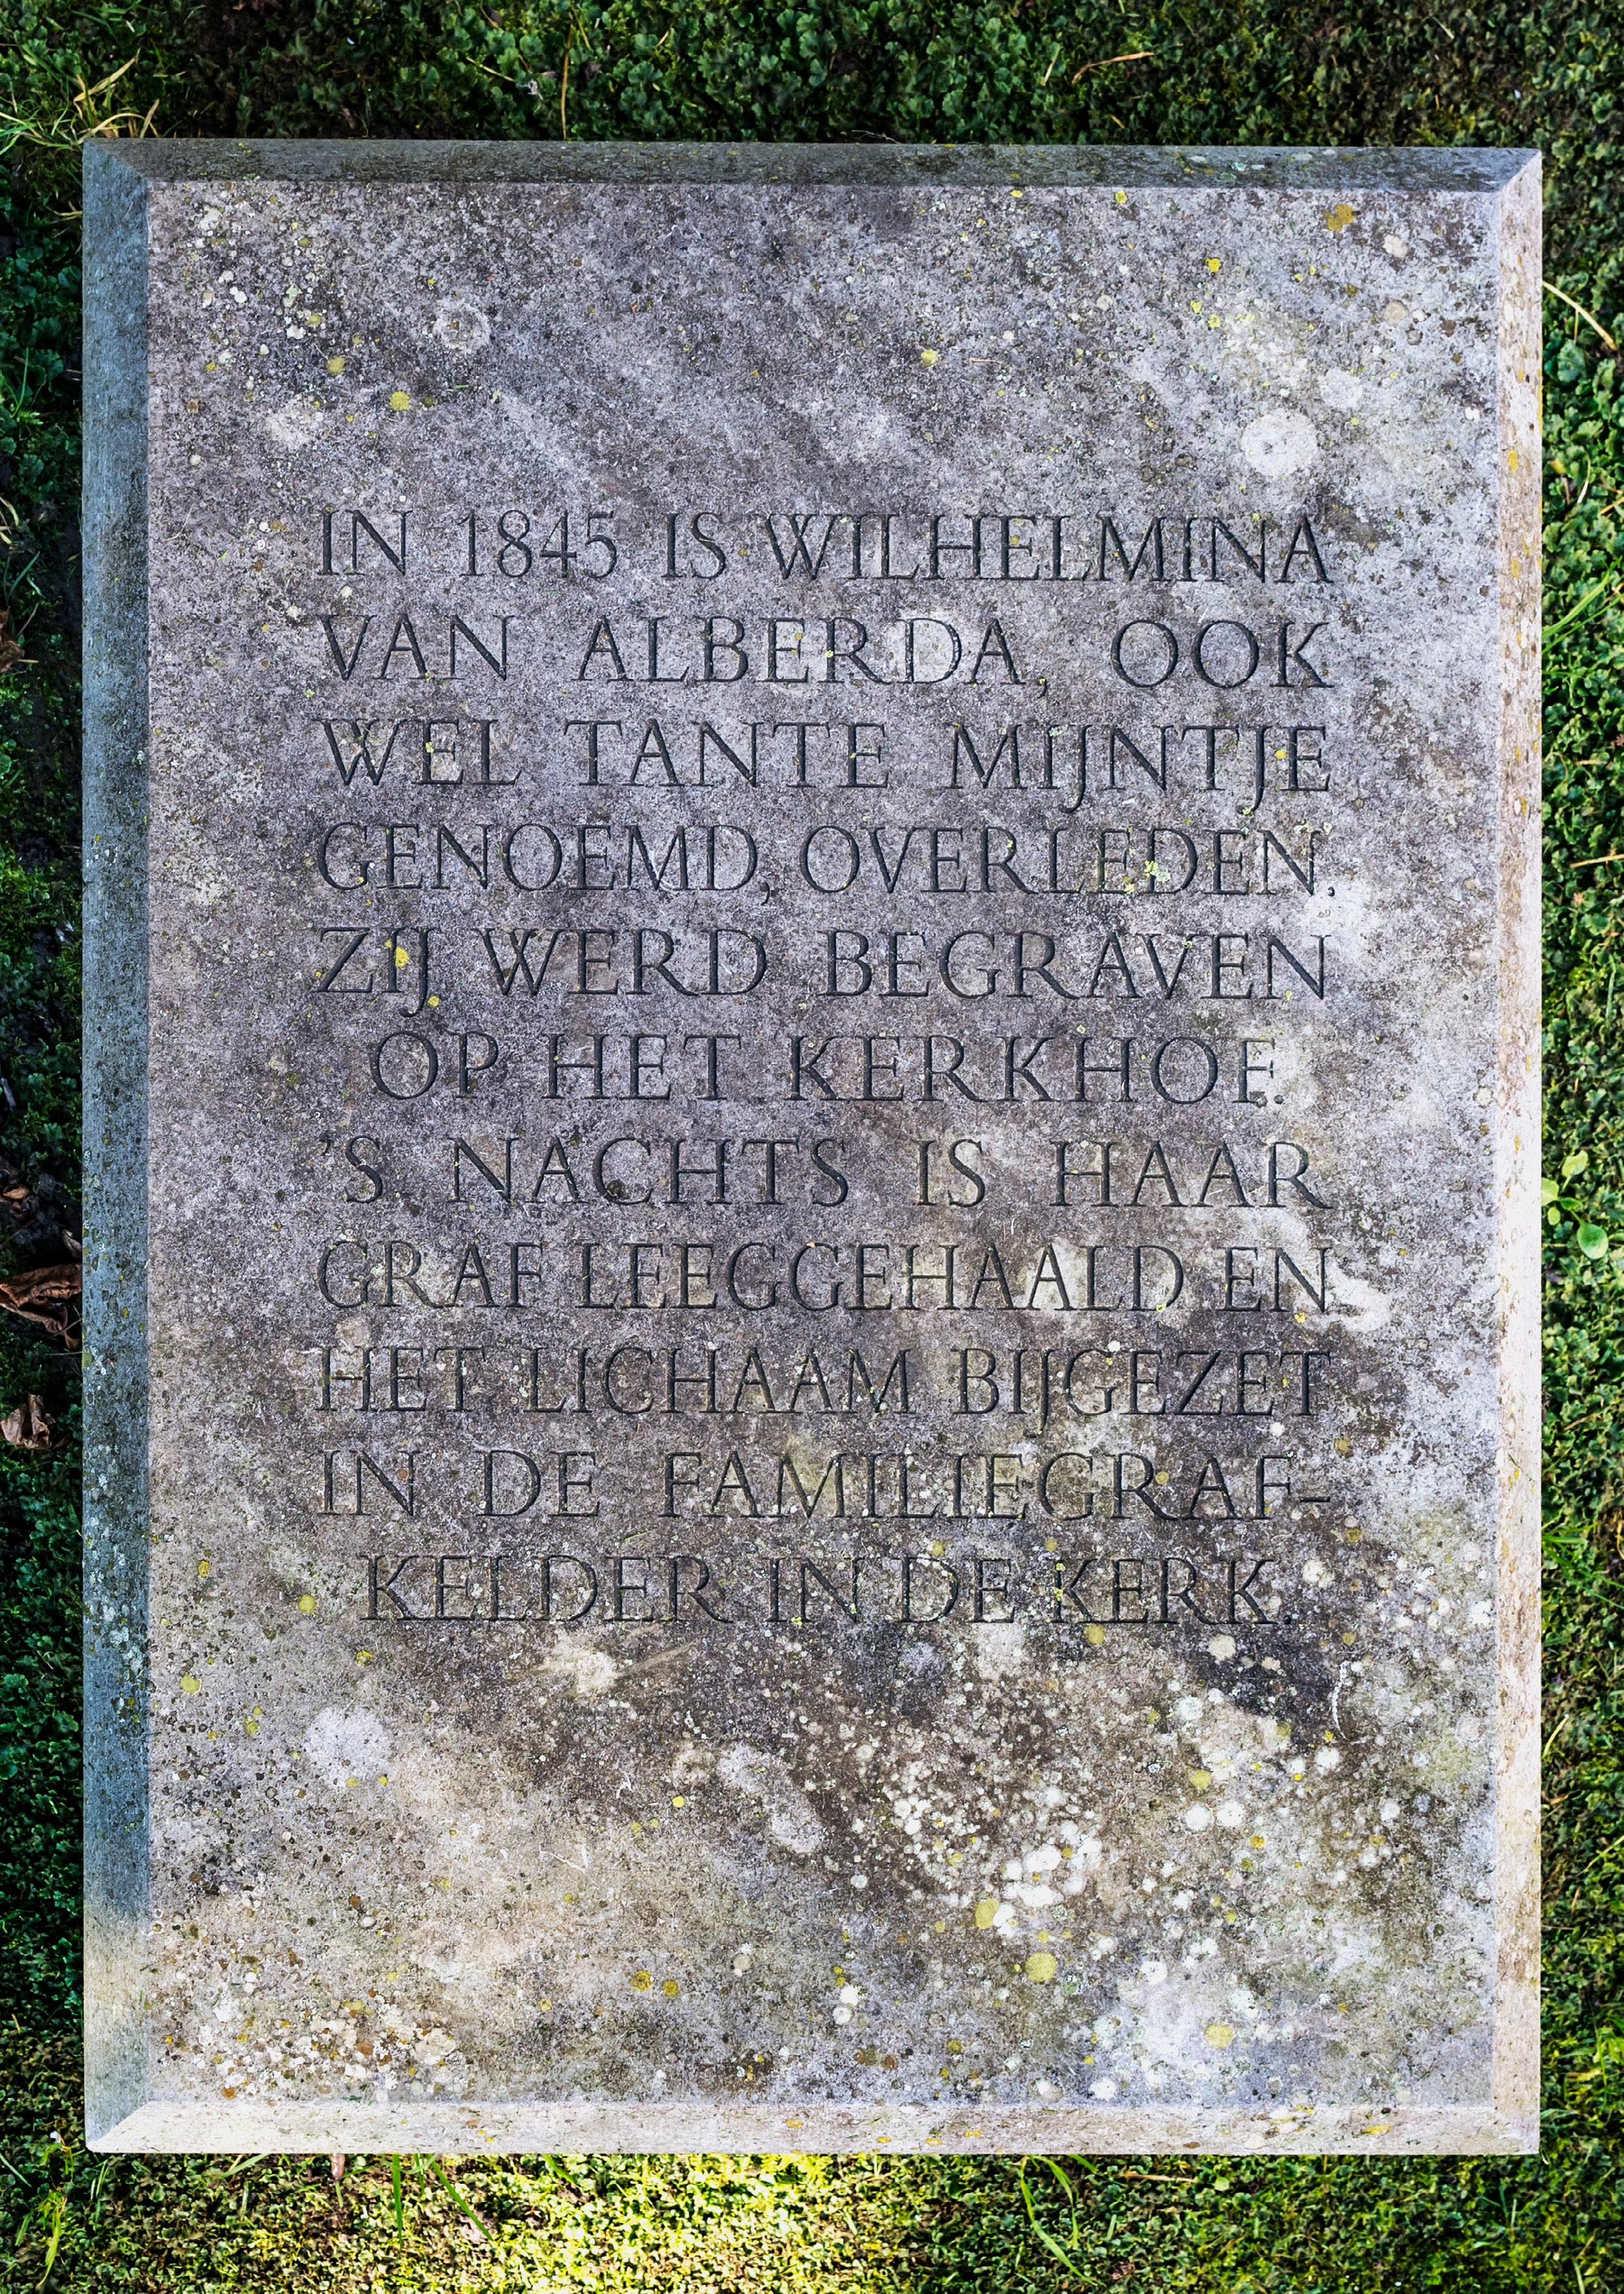 IN 1845 IS WILHELMINA
VAN ALBERDA, OOK
WEL TANTE MIJNTJE
GENOEMD, OVERLEDEN,
ZIJ WERD BEGRAVEN
OP HET KERKHOF.
'S NACHTS IS HAAR
GRAF LEEGGEHAALD EN
HET LICHAAM BIJGEZET
IN DE FAMILIEGRAF-
KELDER IN DE KERK.